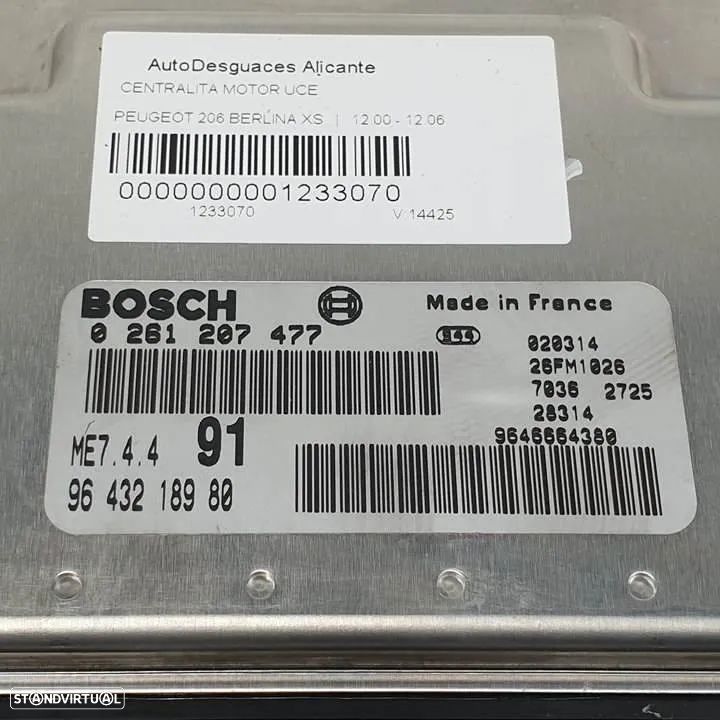 AutoDesguaces Alicante
CENTRALITA MOTOR UCE
PEUGEOT 206 BERLINA XS | 12.00 - 12.06
0000000001233070
1233070 V:14425
BOSCH Made in France
0 261 207 477 020314
26FM1026
7036 2725
28314
9646664380
ME7.4.4 91
96 432 189 80
STANDVIRTUAL